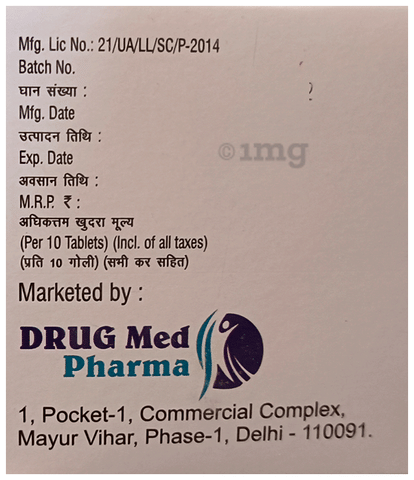 Mfg. Lic No.: 21/UA/LL/SC/P-2014
Batch No.
घान संख्या :
Mfg. Date
उत्पादन तिथि :
Exp. Date
अवसान तिथि :
M.R.P. ₹ :
अधिकत्तम खुदरा मूल्य
(Per 10 Tablets) (Incl. of all taxes)
(प्रति 10 गोली) (सभी कर सहित)
Marketed by :
DRUG Med
Pharma
1, Pocket-1, Commercial Complex,
Mayur Vihar, Phase-1, Delhi - 110091.
©1mg